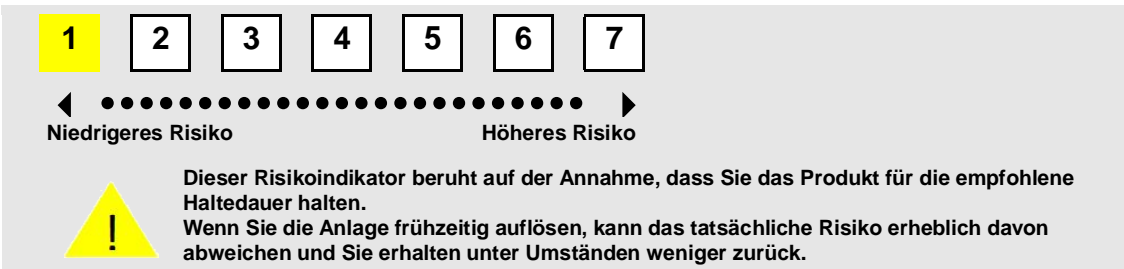 1 2 3 4 5 6 7
Niedrigeres Risiko Höheres Risiko
Dieser Risikoindikator beruht auf der Annahme, dass Sie das Produkt für die empfohlene
Haltedauer halten.
Wenn Sie die Anlage frühzeitig auflösen, kann das tatsächliche Risiko erheblich davon
abweichen und Sie erhalten unter Umständen weniger zurück.
!